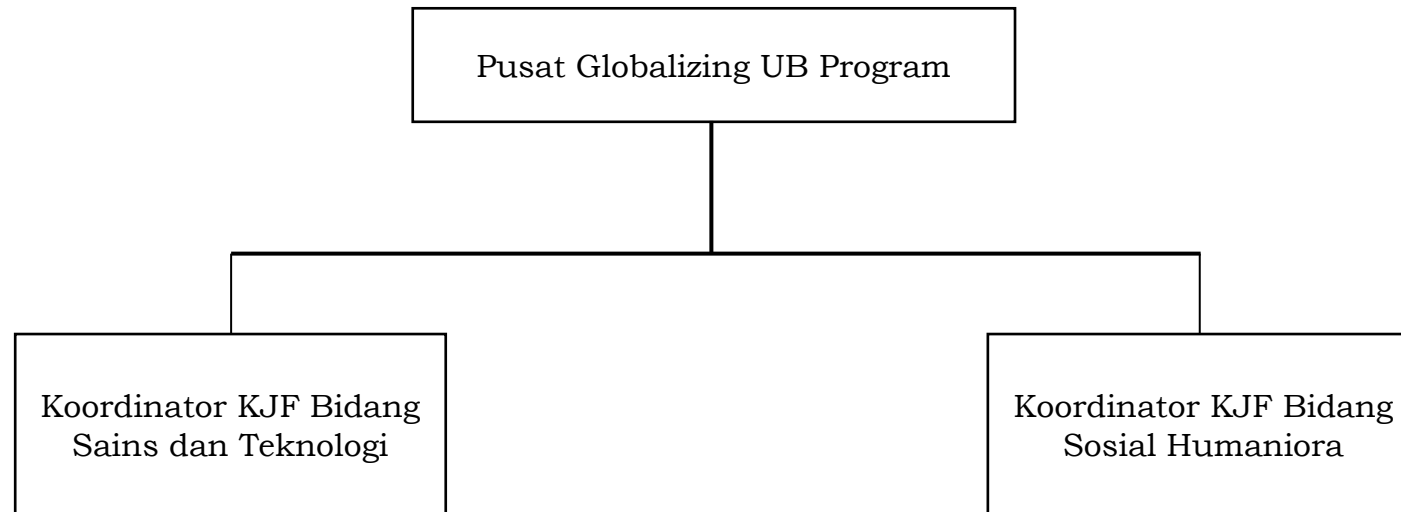 Pusat Globalizing UB Program
Koordinator KJF Bidang
Sains dan Teknologi
Koordinator KJF Bidang
Sosial Humaniora